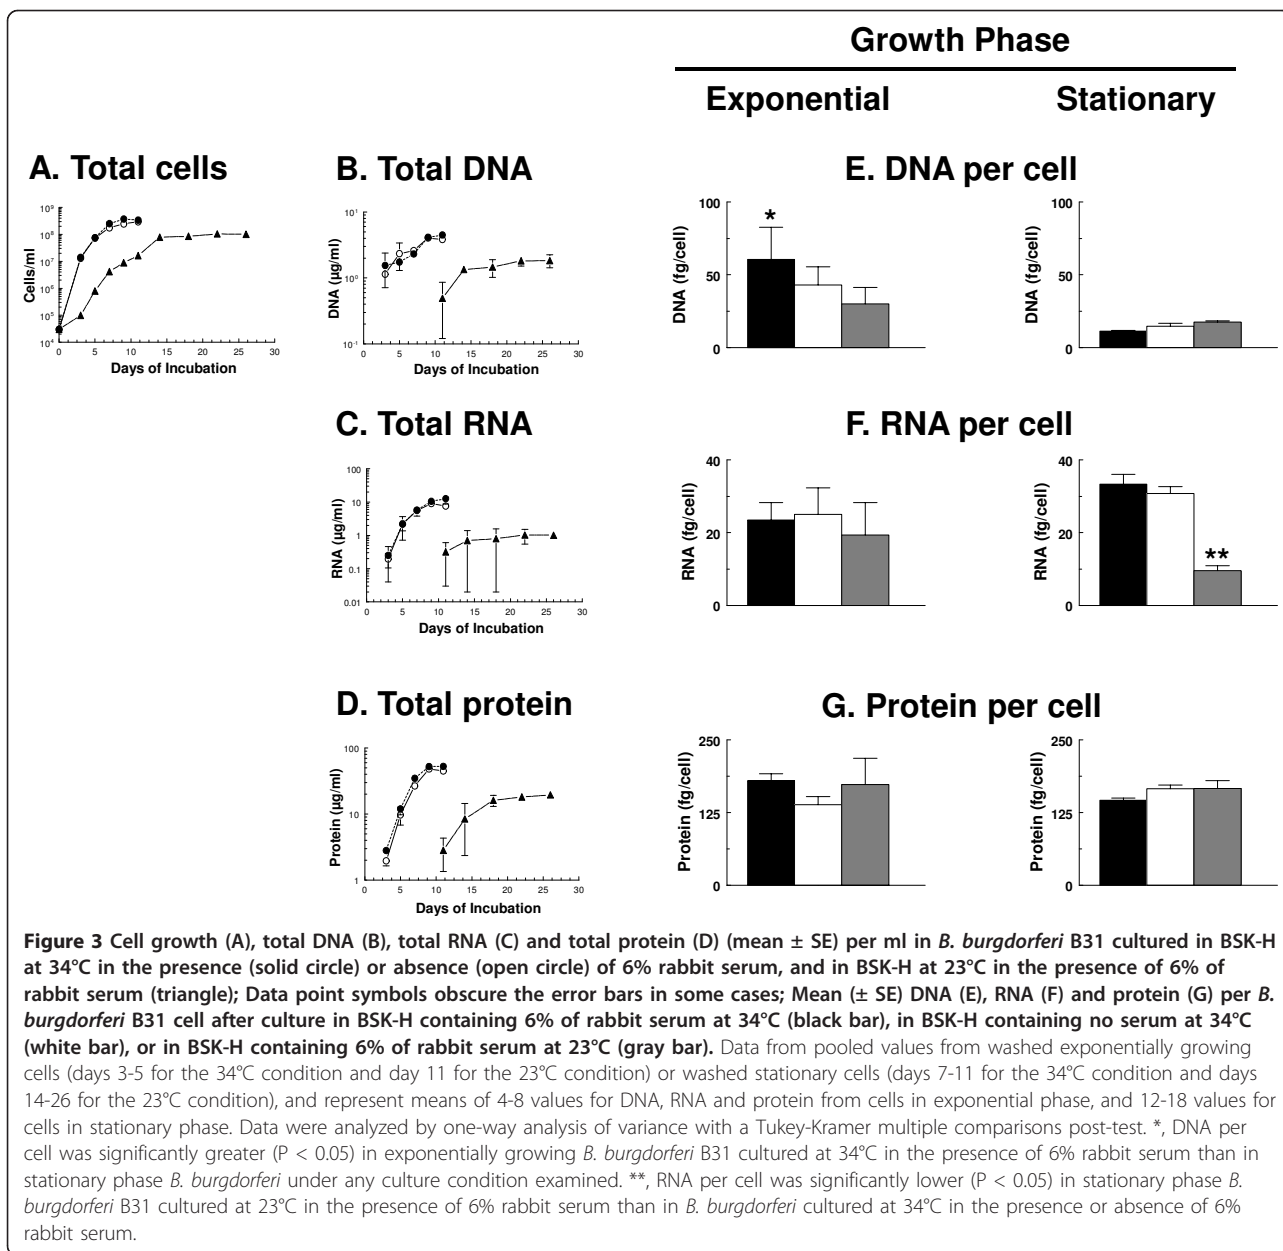 Growth Phase
Exponential
Stationary
A. Total cells
B. Total DNA
E. DNA per cell
Cells/ml
10⁹
10⁸
10⁷
10⁶
10⁵
10⁴
0 5 10 15 20 25 30
Days of Incubation
DNA (µg/ml)
10¹
10⁰
10⁻¹
0 5 10 15 20 25 30
Days of Incubation
DNA (fg/cell)
100
50
0
*
DNA (fg/cell)
100
50
0
C. Total RNA
F. RNA per cell
RNA (µg/ml)
100
10
1
0.1
0.01
0 5 10 15 20 25 30
Days of Incubation
RNA (fg/cell)
40
20
0
RNA (fg/cell)
40
20
0
**
D. Total protein
G. Protein per cell
Protein (µg/ml)
100
10
1
0 5 10 15 20 25 30
Days of Incubation
Protein (fg/cell)
250
125
0
Protein (fg/cell)
250
125
0
Figure 3 Cell growth (A), total DNA (B), total RNA (C) and total protein (D) (mean ± SE) per ml in B. burgdorferi B31 cultured in BSK-H
at 34°C in the presence (solid circle) or absence (open circle) of 6% rabbit serum, and in BSK-H at 23°C in the presence of 6% of
rabbit serum (triangle); Data point symbols obscure the error bars in some cases; Mean (± SE) DNA (E), RNA (F) and protein (G) per B.
burgdorferi B31 cell after culture in BSK-H containing 6% of rabbit serum at 34°C (black bar), in BSK-H containing no serum at 34°C
(white bar), or in BSK-H containing 6% of rabbit serum at 23°C (gray bar). Data from pooled values from washed exponentially growing
cells (days 3-5 for the 34°C condition and day 11 for the 23°C condition) or washed stationary cells (days 7-11 for the 34°C condition and days
14-26 for the 23°C condition), and represent means of 4-8 values for DNA, RNA and protein from cells in exponential phase, and 12-18 values for
cells in stationary phase. Data were analyzed by one-way analysis of variance with a Tukey-Kramer multiple comparisons post-test. *, DNA per
cell was significantly greater (P < 0.05) in exponentially growing B. burgdorferi B31 cultured at 34°C in the presence of 6% rabbit serum than in
stationary phase B. burgdorferi under any culture condition examined. **, RNA per cell was significantly lower (P < 0.05) in stationary phase B.
burgdorferi B31 cultured at 23°C in the presence of 6% rabbit serum than in B. burgdorferi cultured at 34°C in the presence or absence of 6%
rabbit serum.